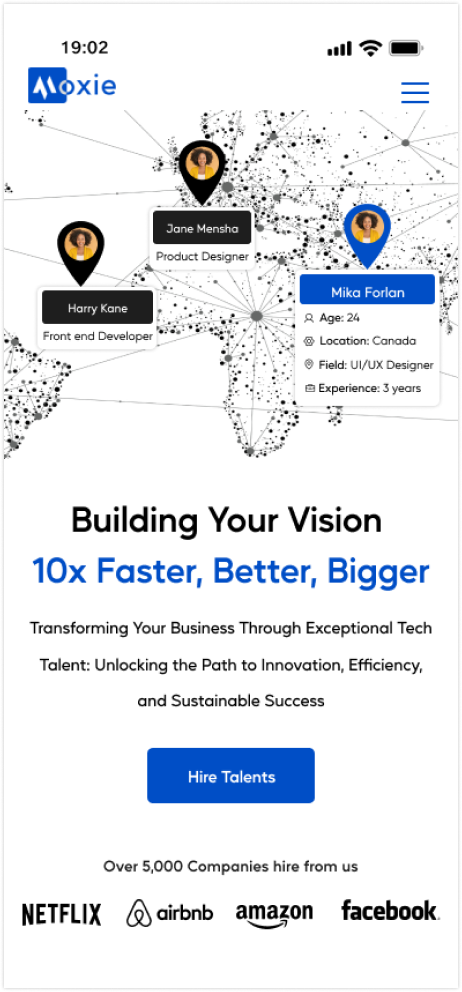 19:02
Moxie
Jane Mensha
Product Designer
Harry Kane
Front end Developer
Mika Forlan
Age: 24
Location: Canada
Field: UI/UX Designer
Experience: 3 years
Building Your Vision
10x Faster, Better, Bigger
Transforming Your Business Through Exceptional Tech
Talent: Unlocking the Path to Innovation, Efficiency,
and Sustainable Success
Hire Talents
Over 5,000 Companies hire from us
NETFLIX airbnb amazon facebook.